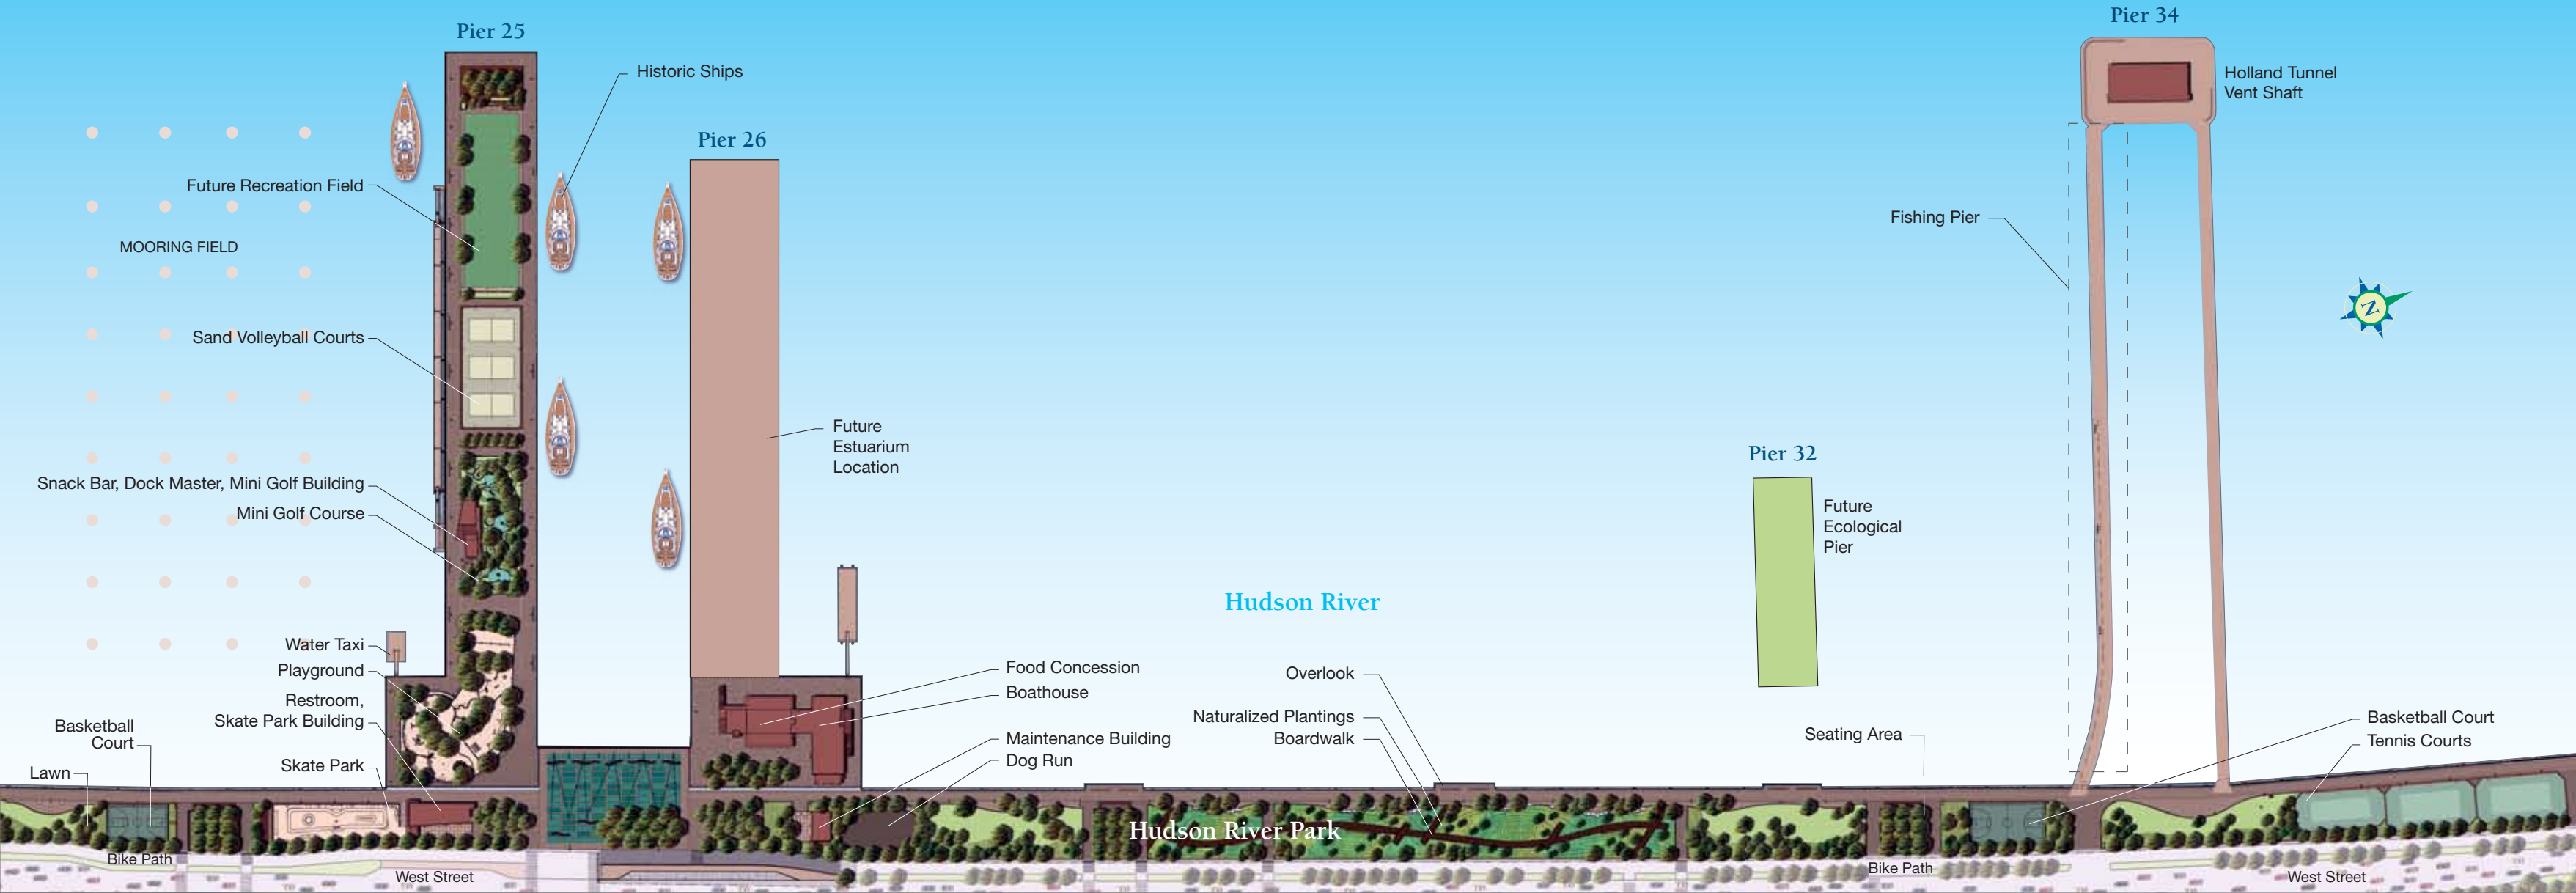 Pier 25
Historic Ships
Pier 26
Future Recreation Field
MOORING FIELD
Sand Volleyball Courts
Snack Bar, Dock Master, Mini Golf Building
Mini Golf Course
Water Taxi
Playground
Restroom,
Skate Park Building
Basketball
Court
Skate Park
Lawn
Bike Path
West Street
Future
Estuarium
Location
Food Concession
Boathouse
Maintenance Building
Dog Run
Hudson River
Overlook
Naturalized Plantings
Boardwalk
Hudson River Park
Pier 32
Future
Ecological
Pier
Pier 34
Holland Tunnel
Vent Shaft
Fishing Pier
N
Seating Area
Basketball Court
Tennis Courts
Bike Path
West Street